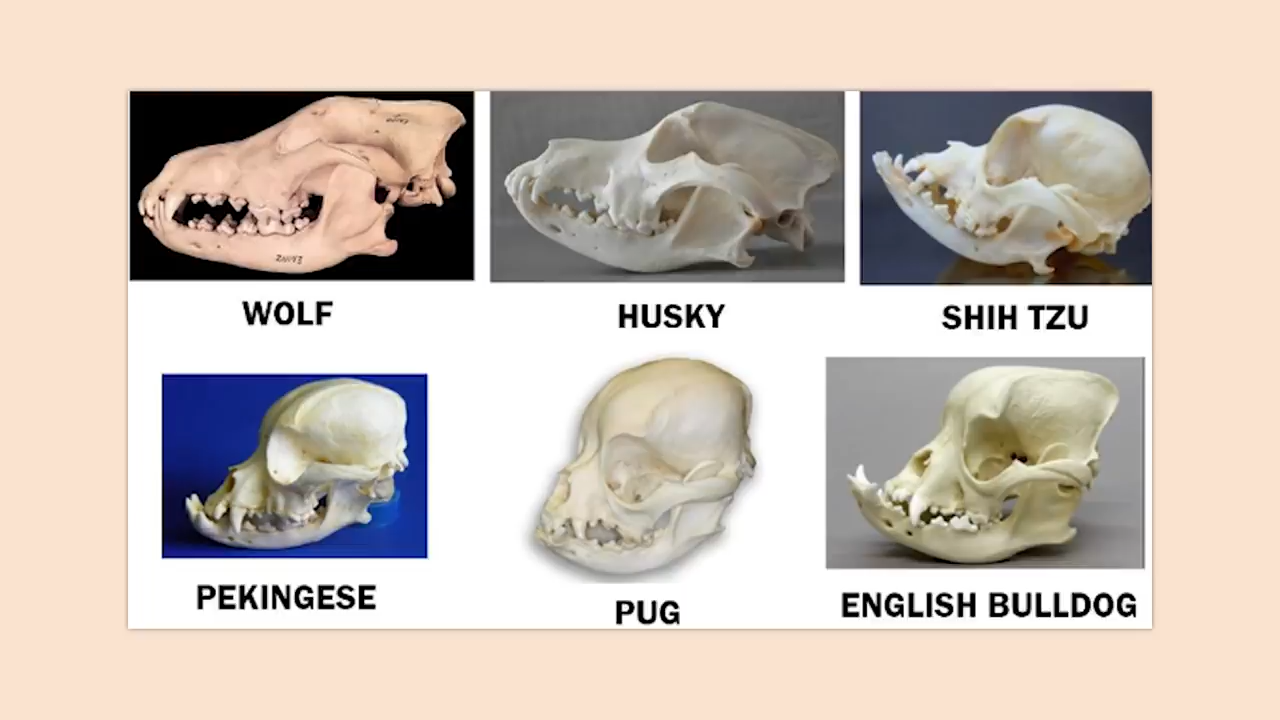 WOLF
HUSKY
SHIH TZU
PEKINGESE
PUG
ENGLISH BULLDOG